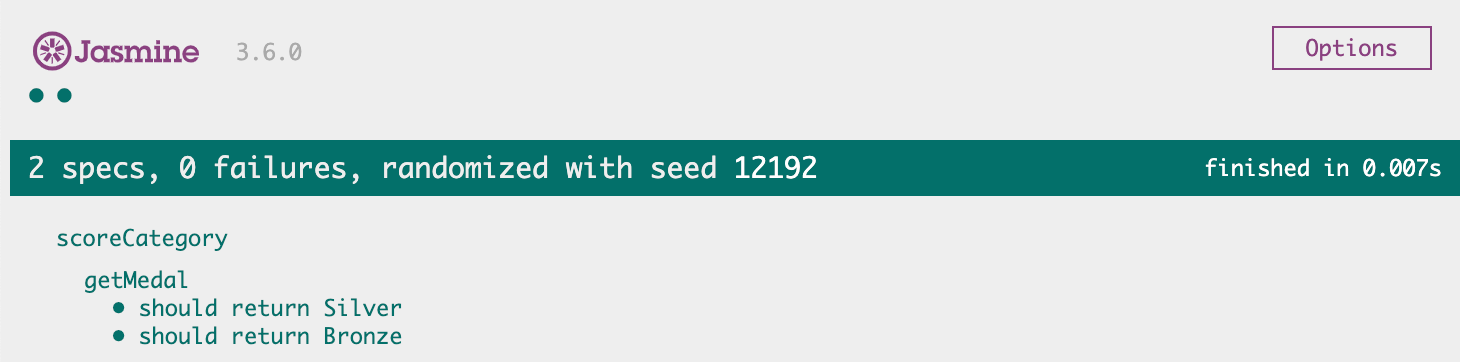 Jasmine 3.6.0 Options
2 specs, 0 failures, randomized with seed 12192 finished in 0.007s
scoreCategory
getMedal
• should return Silver
• should return Bronze